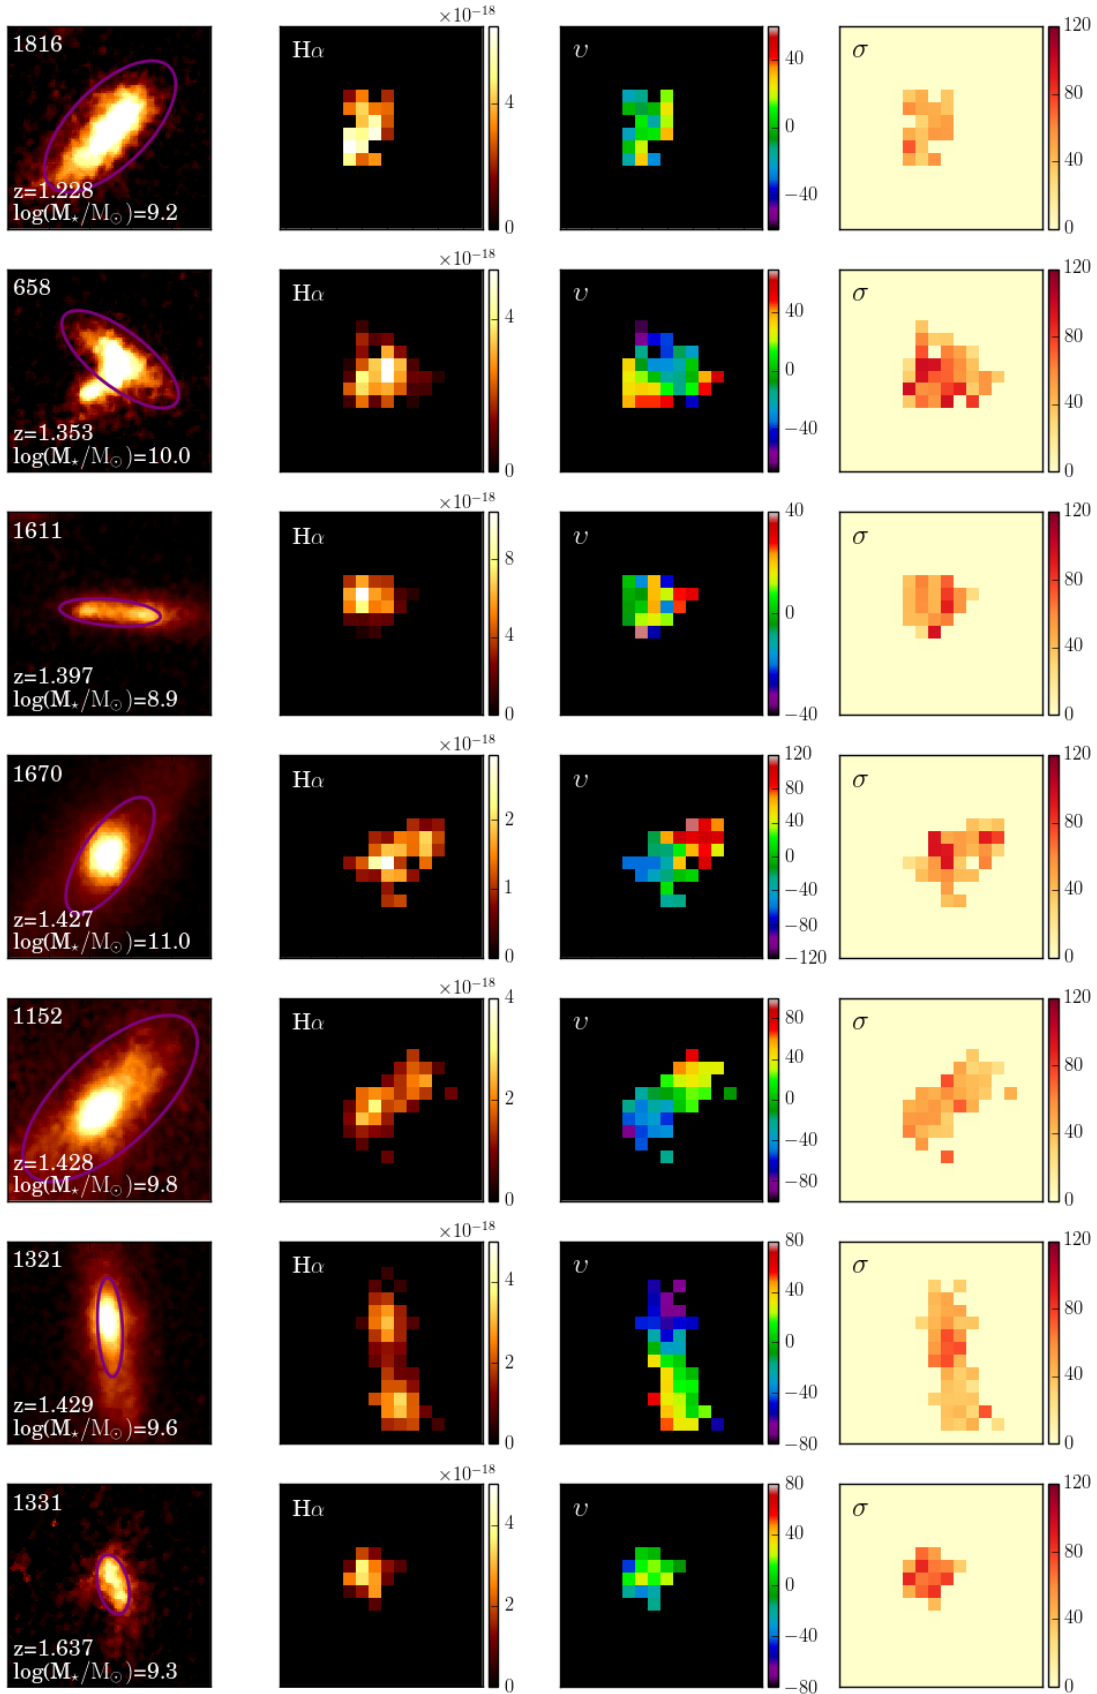 ×10⁻¹⁸
1816 Hα υ σ
4 0
40 0 −40
120 80 40 0
z=1.228
log(M⋆/M⊙)=9.2
×10⁻¹⁸
658 Hα υ σ
4 0
40 0 −40
120 80 40 0
z=1.353
log(M⋆/M⊙)=10.0
×10⁻¹⁸
1611 Hα υ σ
8 4 0
40 0 −40
120 80 40 0
z=1.397
log(M⋆/M⊙)=8.9
×10⁻¹⁸
1670 Hα υ σ
2 1 0
120 80 40 0 −40 −80 −120
120 80 40 0
z=1.427
log(M⋆/M⊙)=11.0
×10⁻¹⁸
1152 Hα υ σ
4 2 0
80 40 0 −40 −80
120 80 40 0
z=1.428
log(M⋆/M⊙)=9.8
×10⁻¹⁸
1321 Hα υ σ
4 2 0
80 40 0 −40 −80
120 80 40 0
z=1.429
log(M⋆/M⊙)=9.6
×10⁻¹⁸
1331 Hα υ σ
4 2 0
80 40 0 −40 −80
120 80 40 0
z=1.637
log(M⋆/M⊙)=9.3